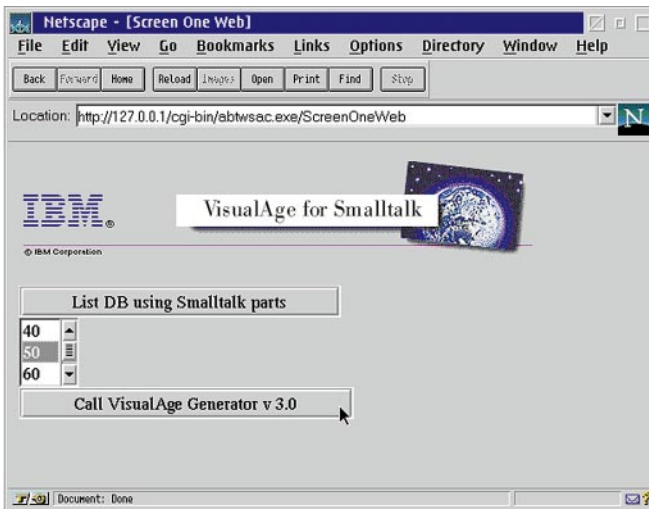 Netscape - [Screen One Web]
File Edit View Go Bookmarks Links Options Directory Window Help
Back Forward Home Reload Images Open Print Find Stop
Location: http://127.0.0.1/cgi-bin/abtwsac.exe/ScreenOneWeb
N
IBM®
VisualAge for Smalltalk
© IBM Corporation
List DB using Smalltalk parts
40
50
60
Call VisualAge Generator v 3.0
Document: Done
?